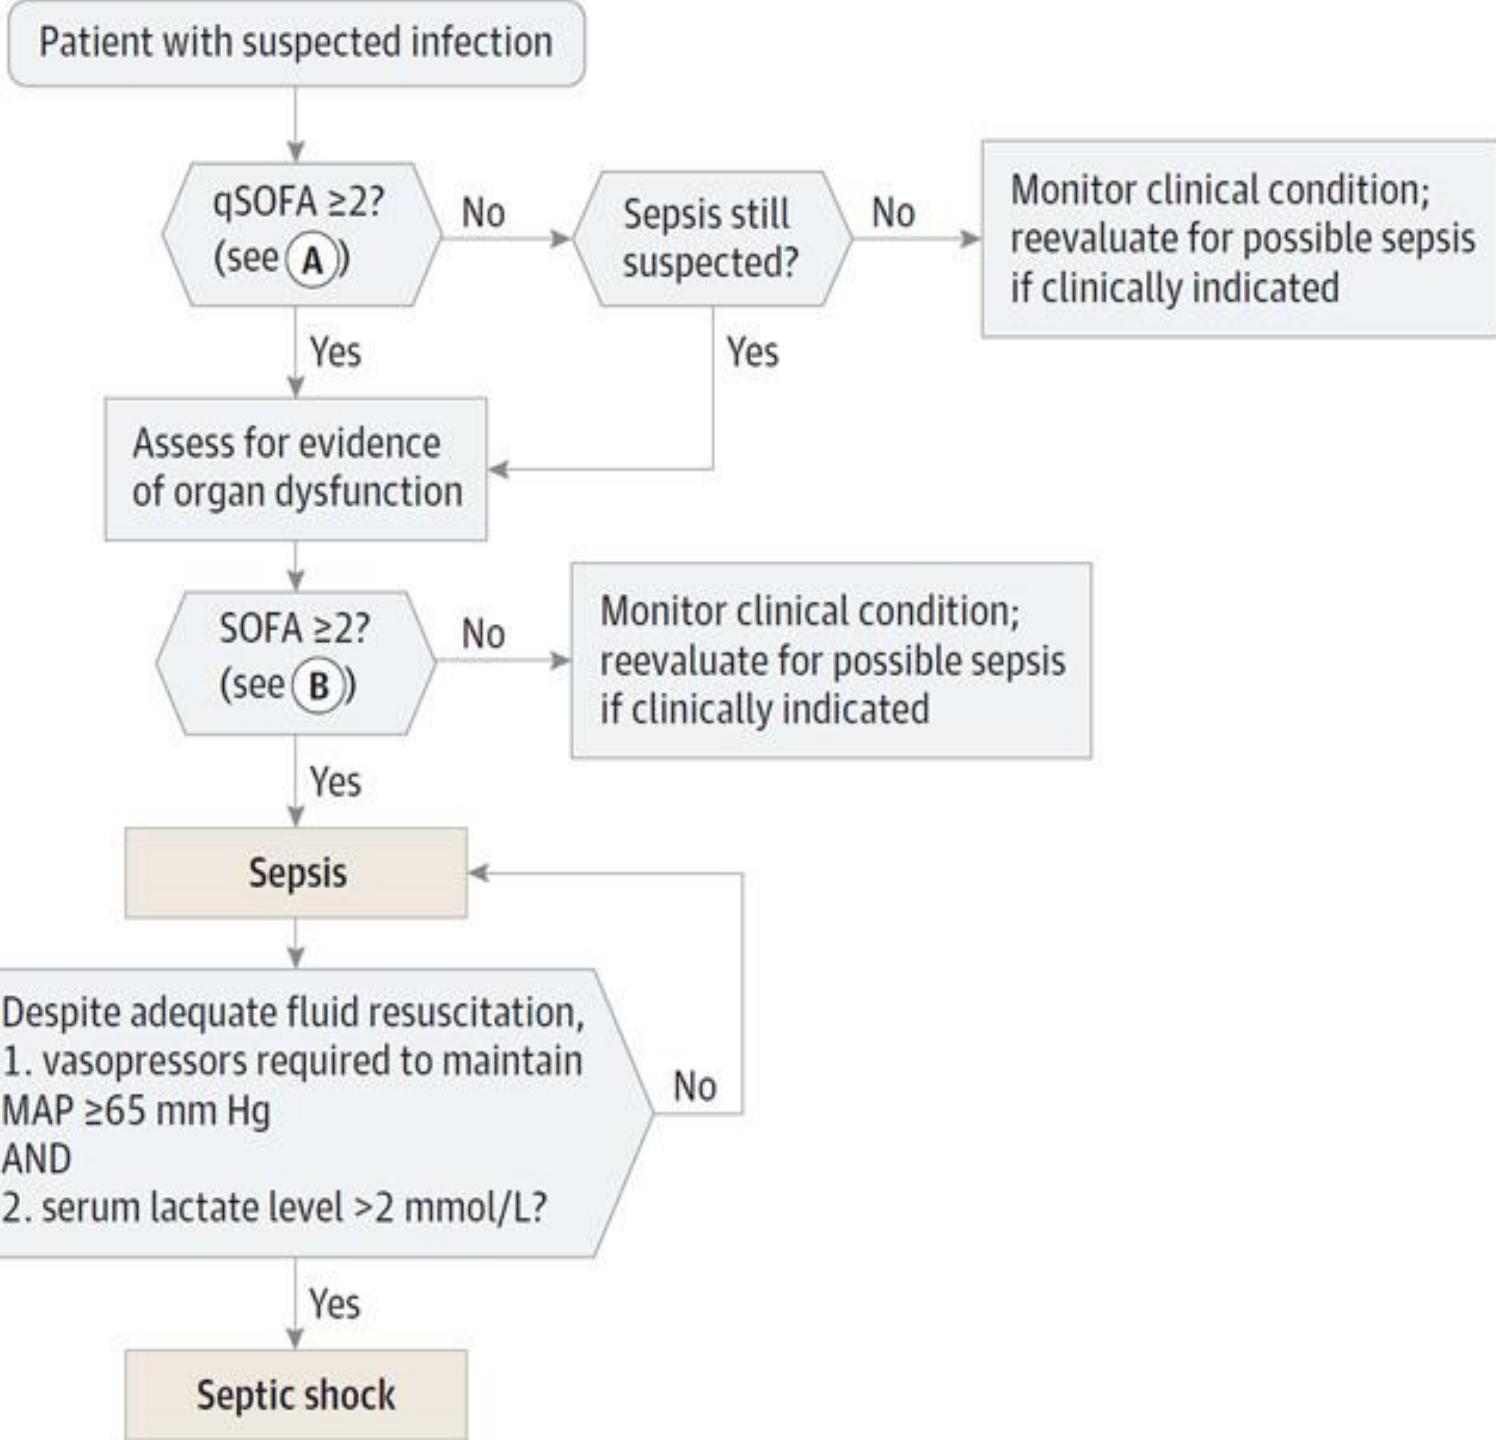 Patient with suspected infection
qSOFA ≥2?
(see A)
No
Sepsis still
suspected?
No
Monitor clinical condition;
reevaluate for possible sepsis
if clinically indicated
Yes
Yes
Assess for evidence
of organ dysfunction
SOFA ≥2?
(see B)
No
Monitor clinical condition;
reevaluate for possible sepsis
if clinically indicated
Yes
Sepsis
Despite adequate fluid resuscitation,
1. vasopressors required to maintain
MAP ≥65 mm Hg
AND
2. serum lactate level >2 mmol/L?
No
Yes
Septic shock